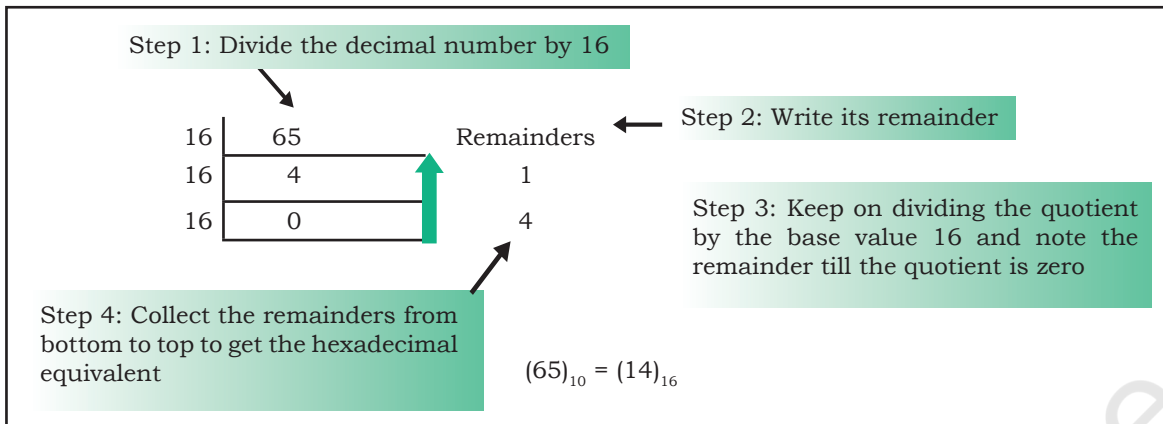 Step 1: Divide the decimal number by 16
16 65 Remainders
Step 2: Write its remainder
16 4 1
16 0 4
Step 3: Keep on dividing the quotient
by the base value 16 and note the
remainder till the quotient is zero
Step 4: Collect the remainders from
bottom to top to get the hexadecimal
equivalent
(65)₁₀ = (14)₁₆